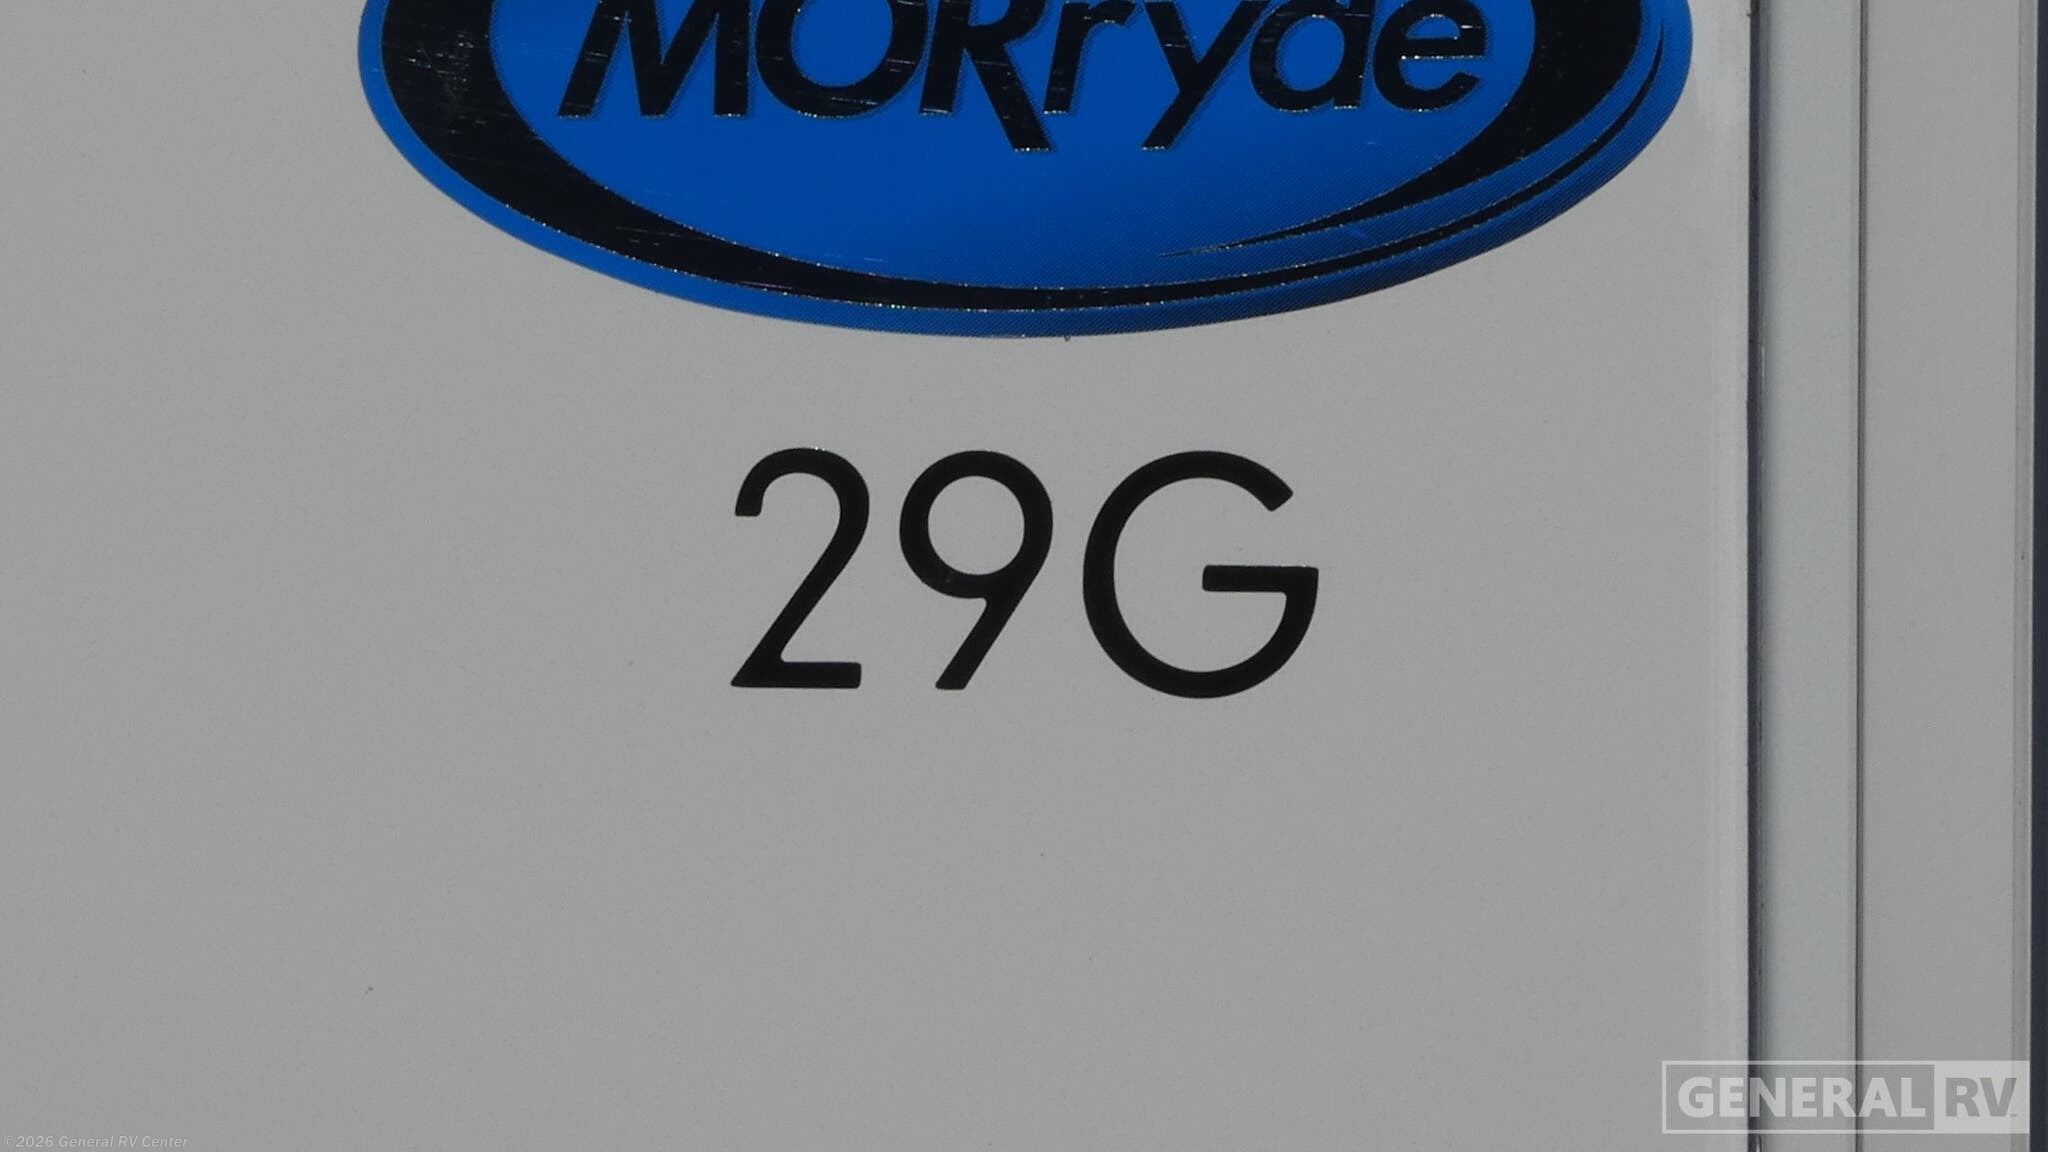 MORryde
29G
GENERAL RV
©2026 General RV Center